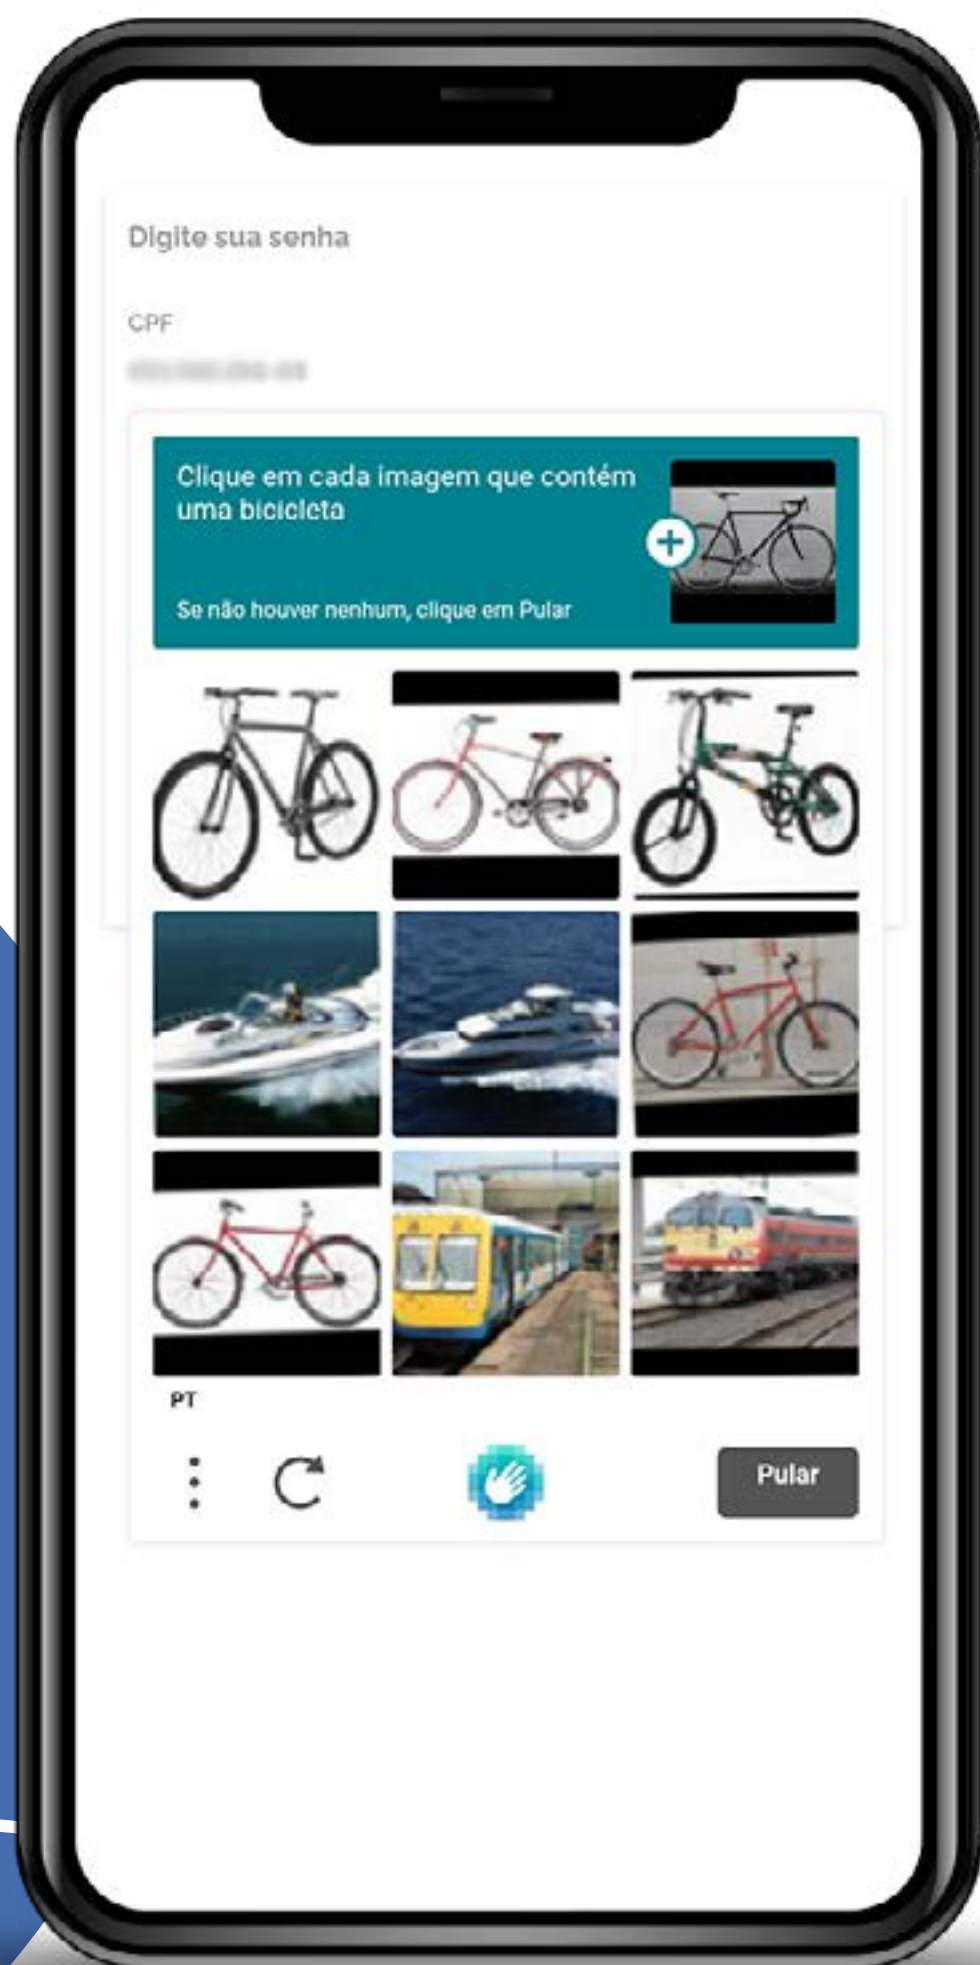 Digite sua senha
CPF
Clique em cada imagem que contém
uma bicicleta
Se não houver nenhum, clique em Pular
PT
Pular